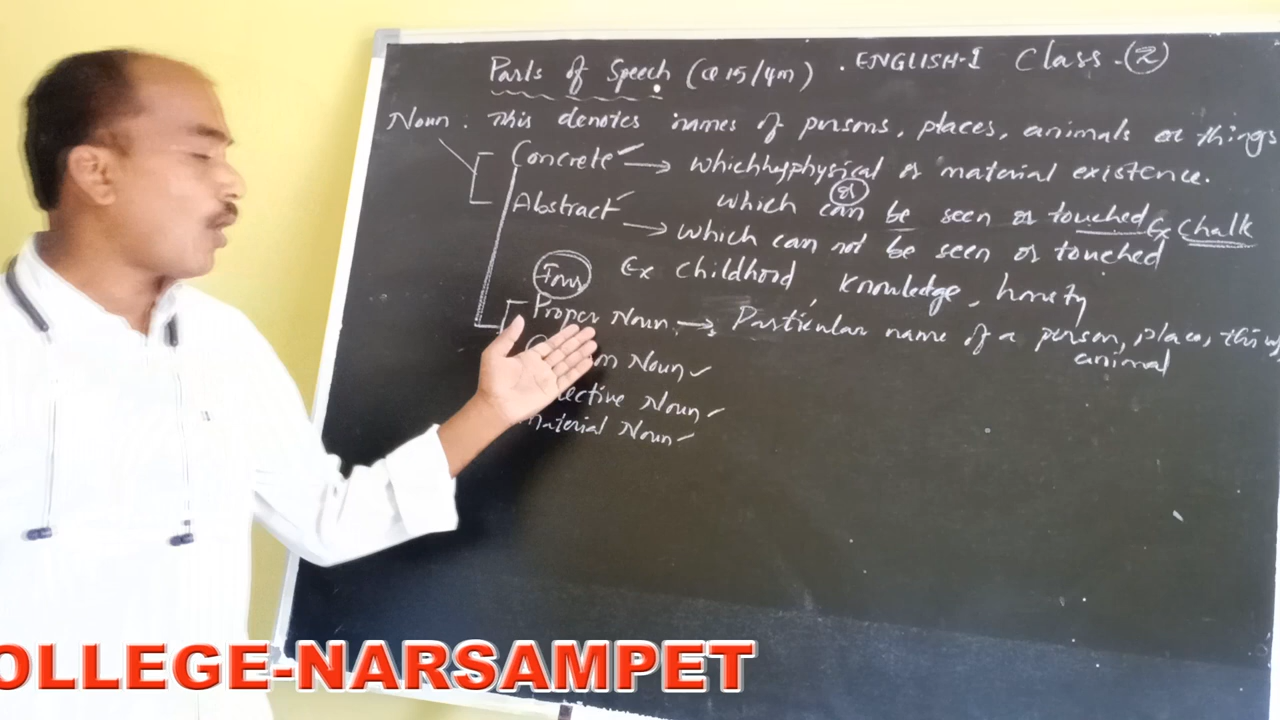 Parts of Speech (Q 15/4m) . ENGLISH-I Class-(2)
Noun. This denotes names of persons, places, animals or things
Concrete → which physical or material existence.
which can be seen or touched Ex chalk
Abstract → which can not be seen or touched
Ex childhood knowledge, honesty
Four
Proper Noun. → Particular name of a person, place, thing
animal
Noun
Noun
Material Noun
OLLEGE-NARSAMPET